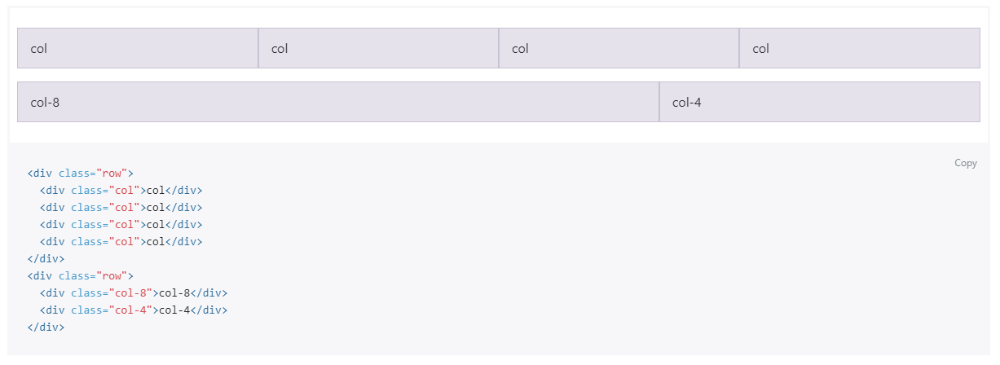 col col col col
col-8 col-4
Copy
<div class="row">
  <div class="col">col</div>
  <div class="col">col</div>
  <div class="col">col</div>
  <div class="col">col</div>
</div>
<div class="row">
  <div class="col-8">col-8</div>
  <div class="col-4">col-4</div>
</div>